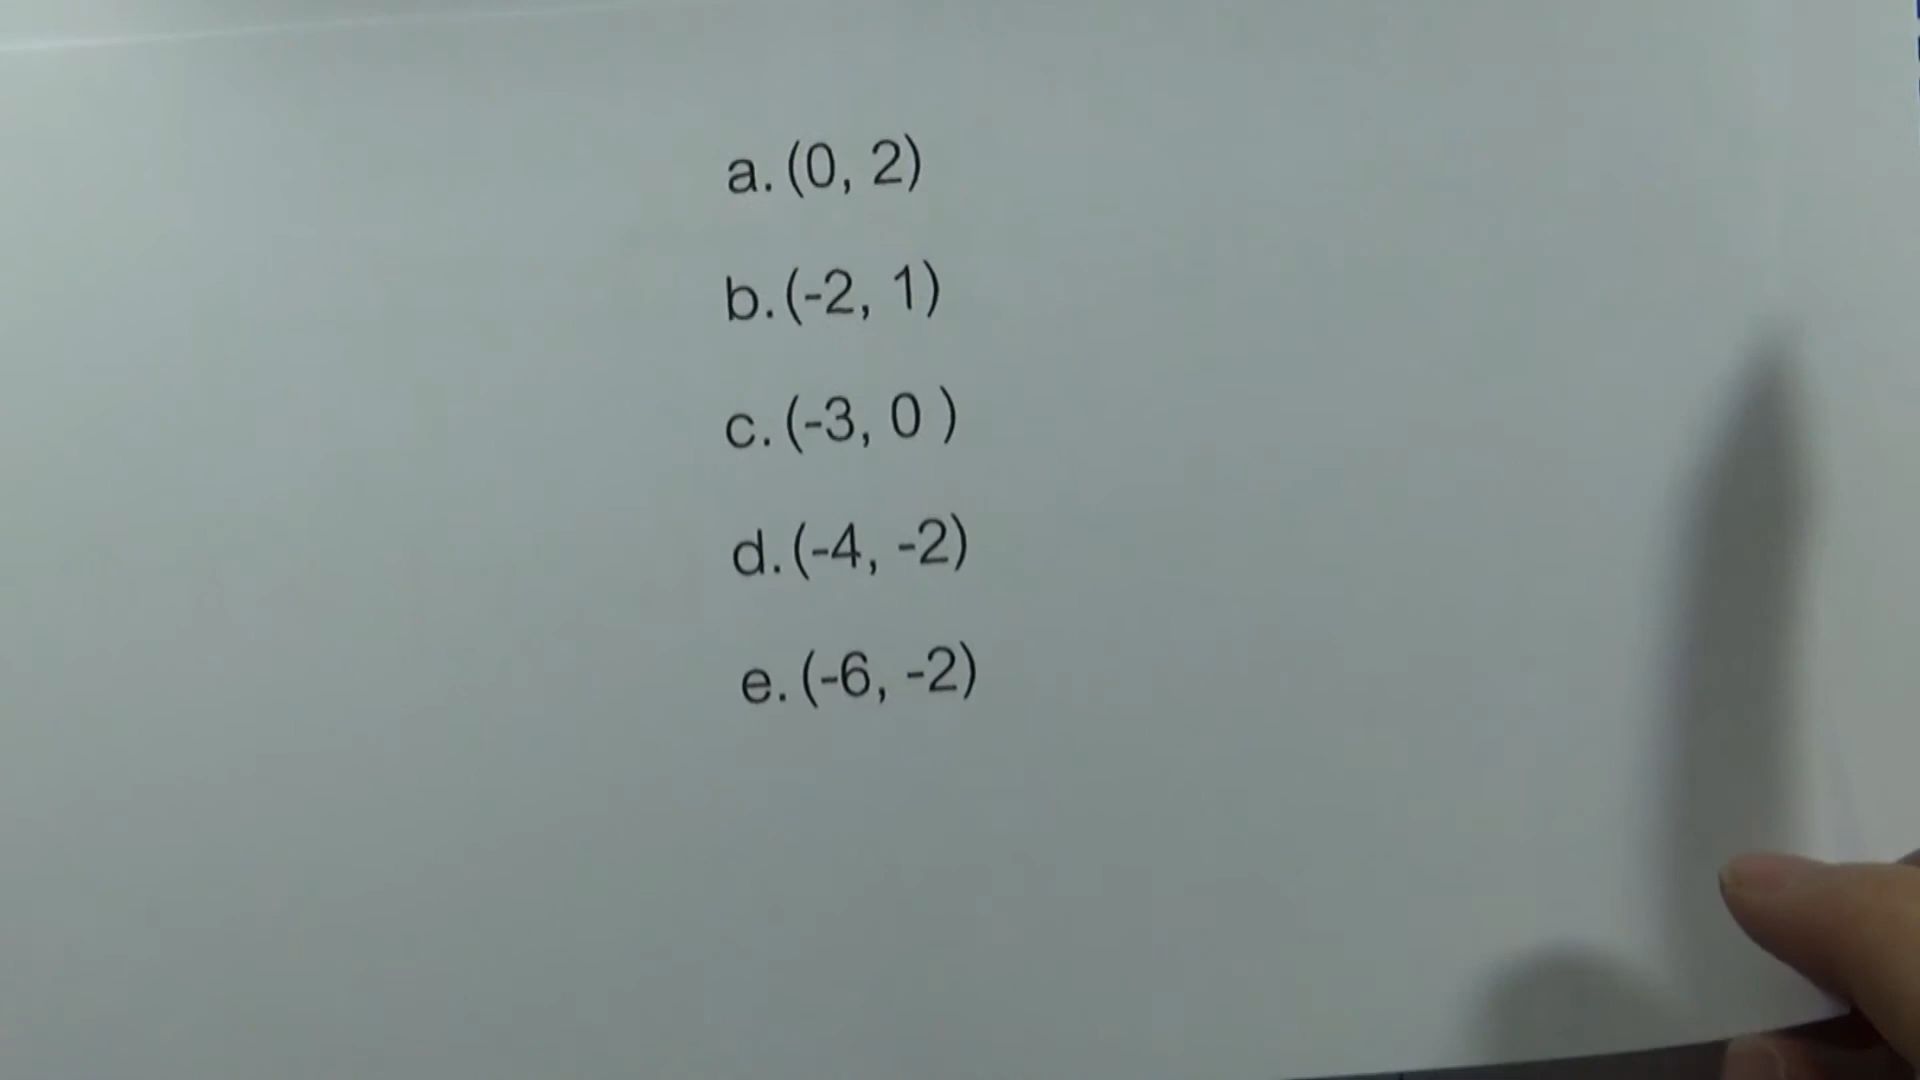 a. (0, 2)
b. (-2, 1)
c. (-3, 0 )
d. (-4, -2)
e. (-6, -2)